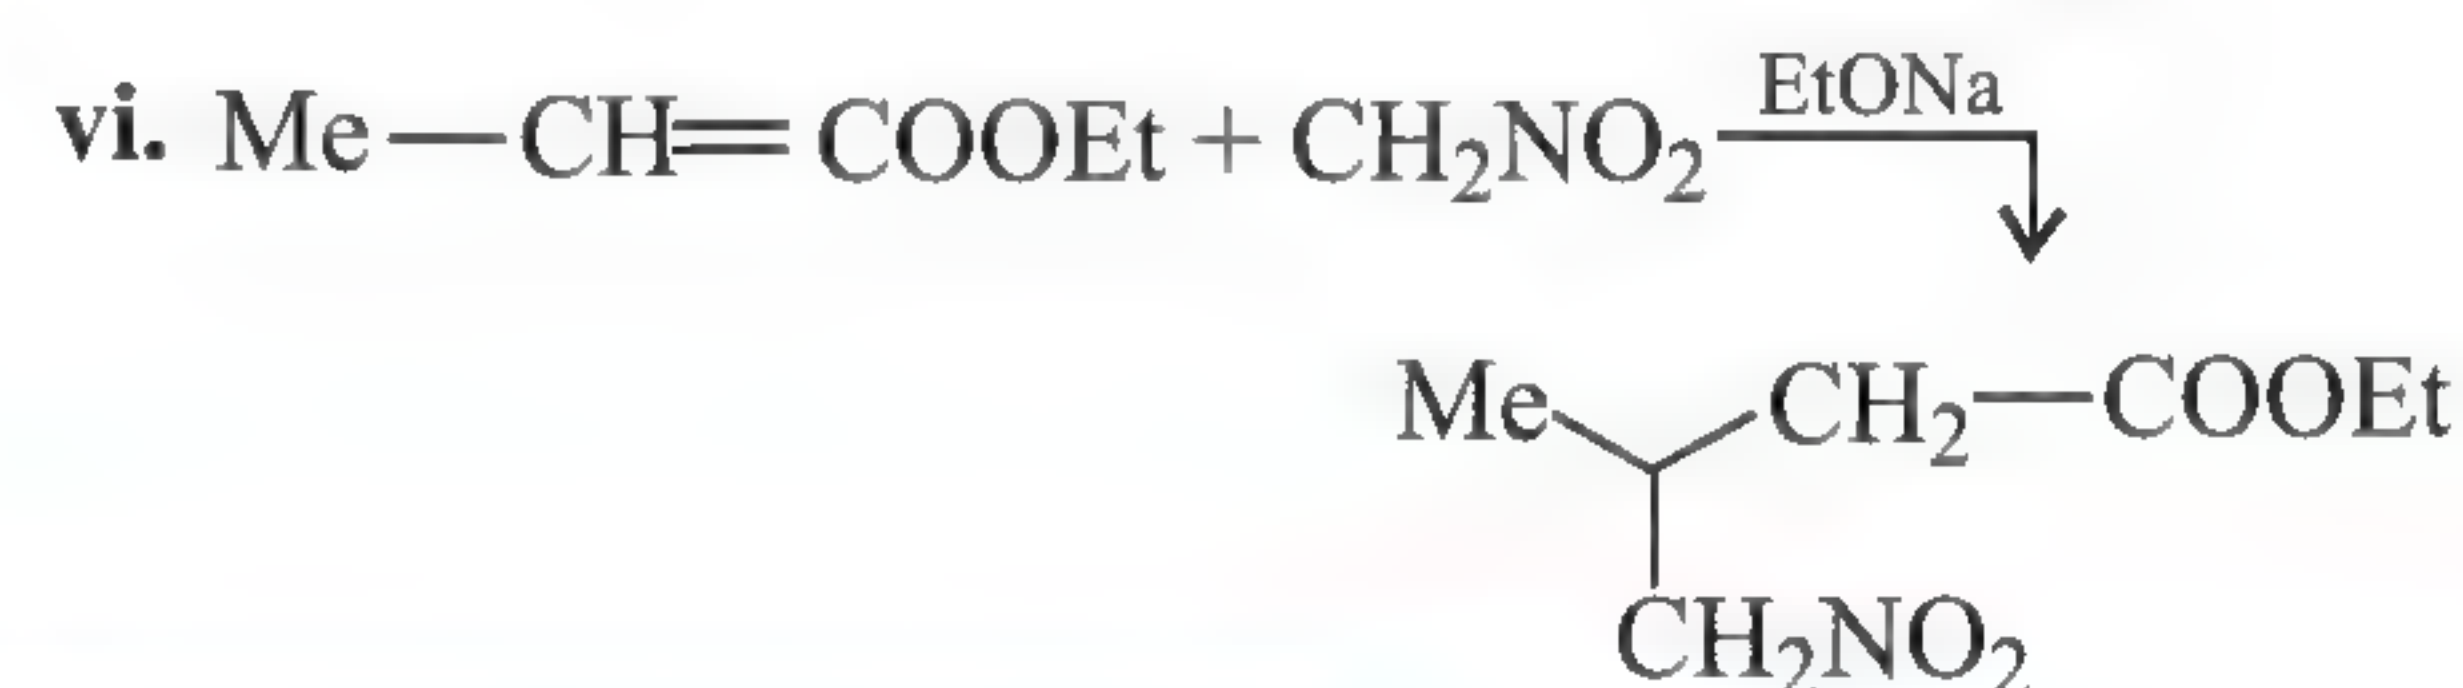 vi. Me—CH=COOEt + CH₂NO₂ EtONa
Me CH₂—COOEt
CH₂NO₂